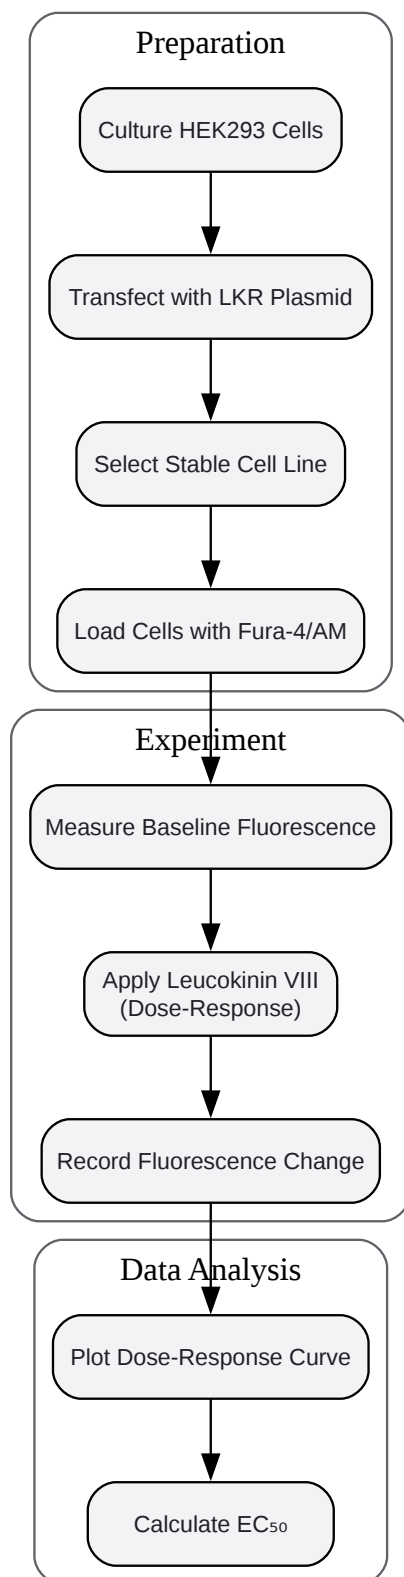 Preparation
Culture HEK293 Cells
Transfect with LKR Plasmid
Select Stable Cell Line
Load Cells with Fura-4/AM
Experiment
Measure Baseline Fluorescence
Apply Leucokinin VIII
(Dose-Response)
Record Fluorescence Change
Data Analysis
Plot Dose-Response Curve
Calculate EC₅₀